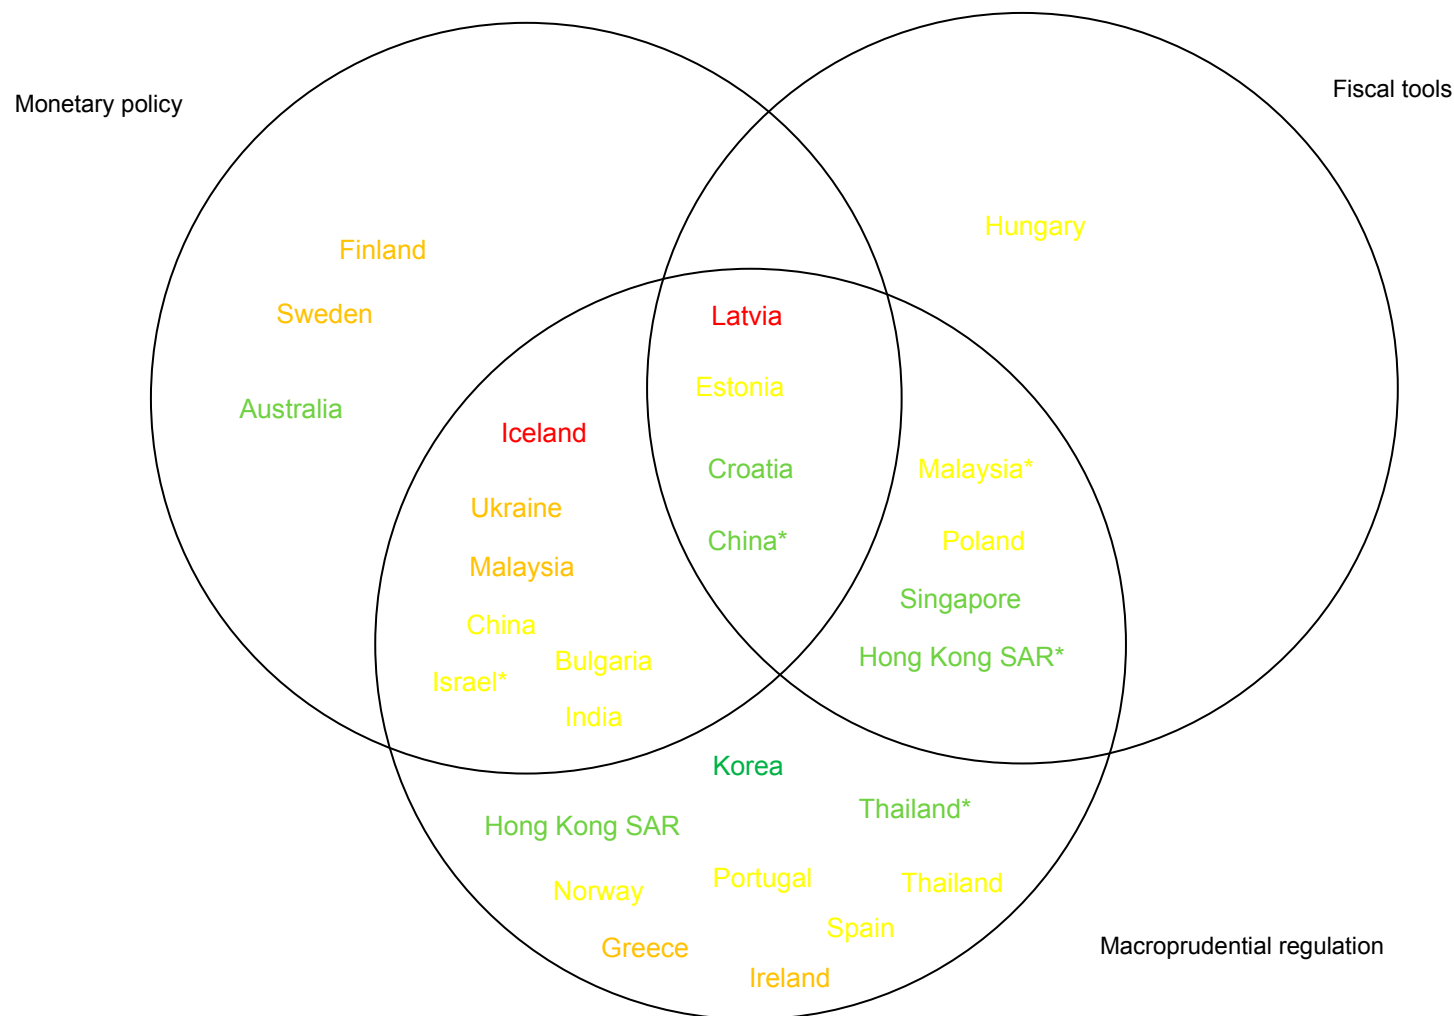 Fiscal tools
Monetary policy
Hungary
Finland
Sweden
Latvia
Estonia
Australia
Iceland
Croatia
Malaysia*
Ukraine
China*
Poland
Malaysia
Singapore
China
Bulgaria
Hong Kong SAR*
Israel*
India
Korea
Thailand*
Hong Kong SAR
Portugal
Thailand
Norway
Spain
Greece
Macroprudential regulation
Ireland